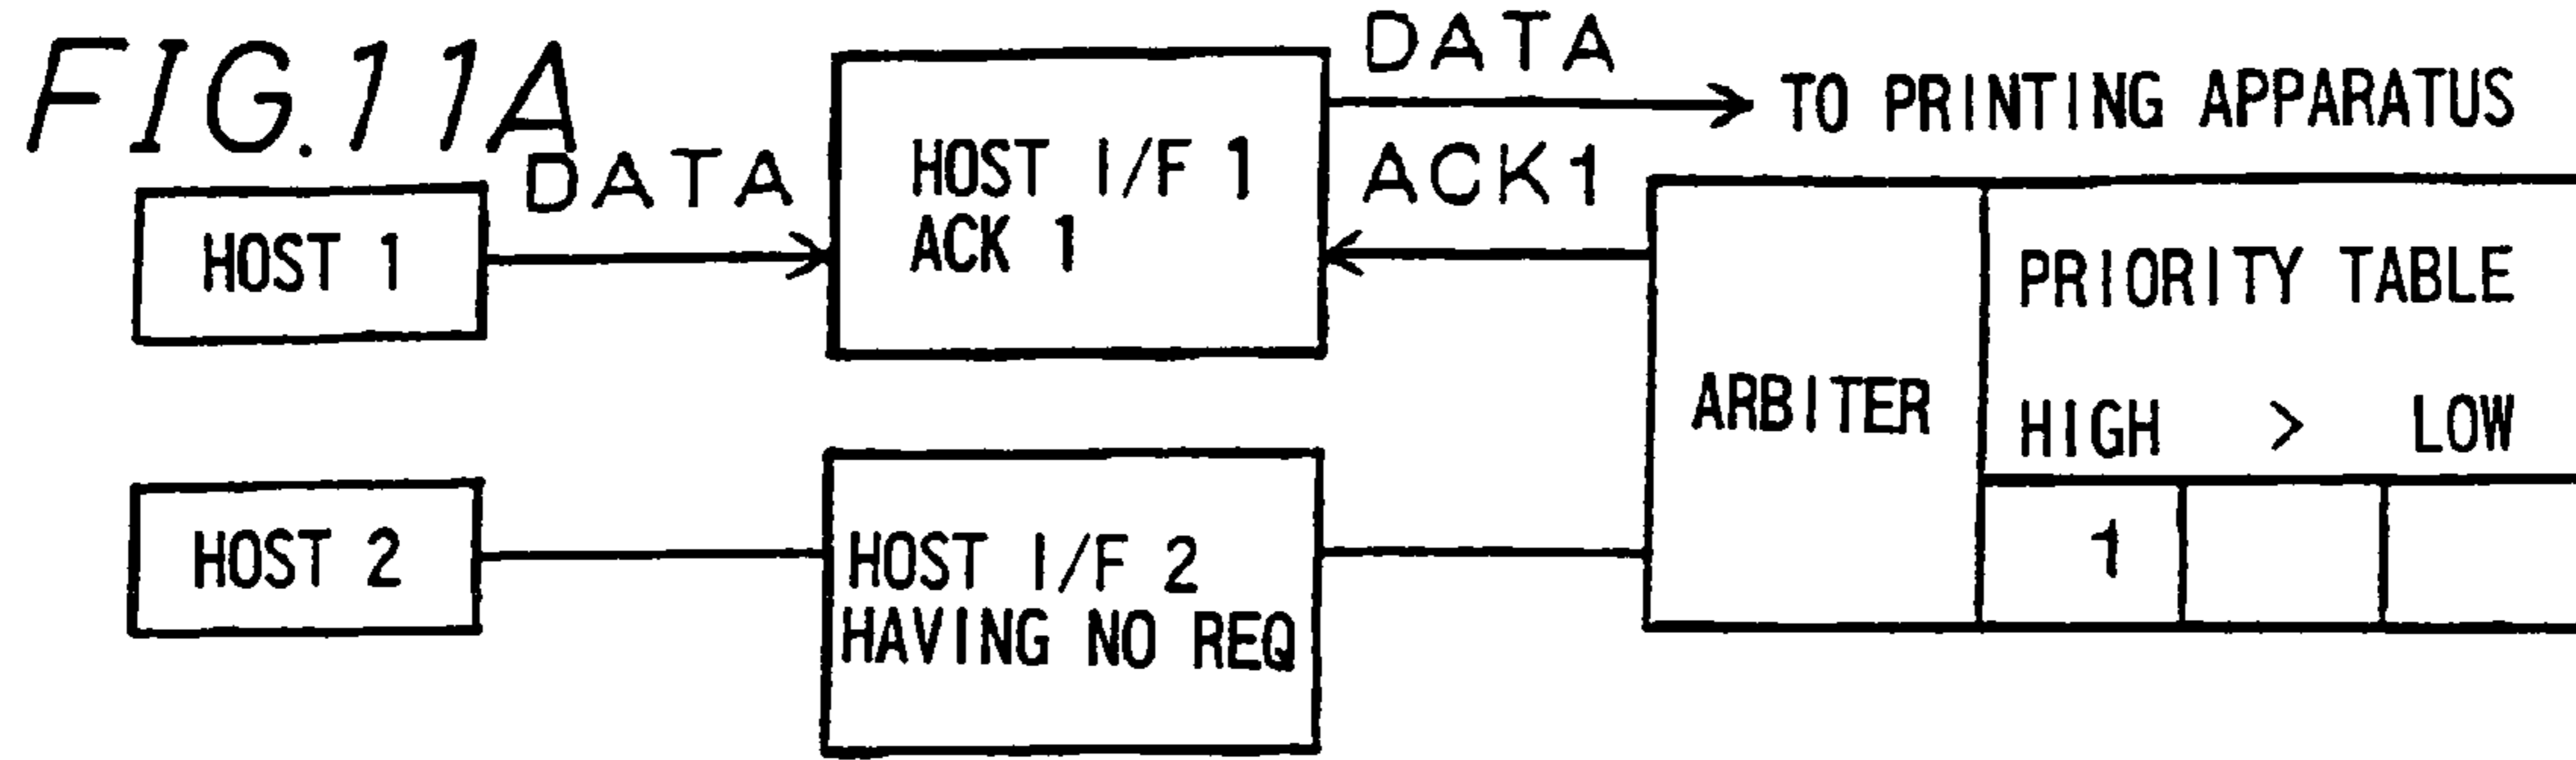 FIG.11A
DATA
TO PRINTING APPARATUS
DATA
HOST I/F 1
ACK 1
ACK1
HOST 1
PRIORITY TABLE
ARBITER
HIGH > LOW
HOST 2
HOST I/F 2
HAVING NO REQ
1